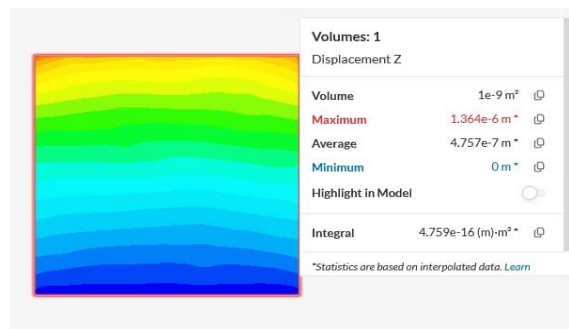 Volumes: 1
Displacement Z
Volume 1e-9 m³
Maximum 1.364e-6 m *
Average 4.757e-7 m *
Minimum 0 m *
Highlight in Model
Integral 4.759e-16 (m)·m³ *
*Statistics are based on interpolated data. Learn